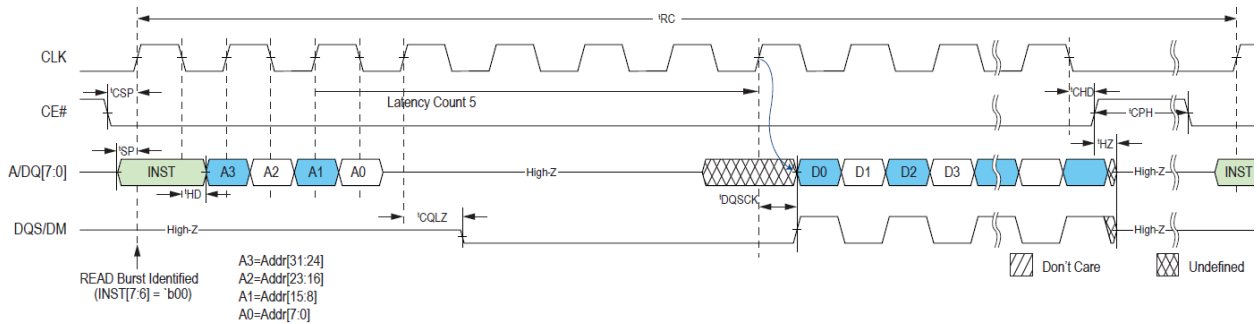 tRC
CLK
tCSP
Latency Count 5
tCHD
CE#
tCPH
tSP
tHZ
A/DQ[7:0]
INST
A3
A2
A1
A0
High-Z
D0
D1
D2
D3
High-Z
INST
tHD
tDQSCK
tCQLZ
DQS/DM
High-Z
High-Z
READ Burst Identified
(INST[7:6] = `b00)
A3=Addr[31:24]
A2=Addr[23:16]
A1=Addr[15:8]
A0=Addr[7:0]
Don't Care
Undefined